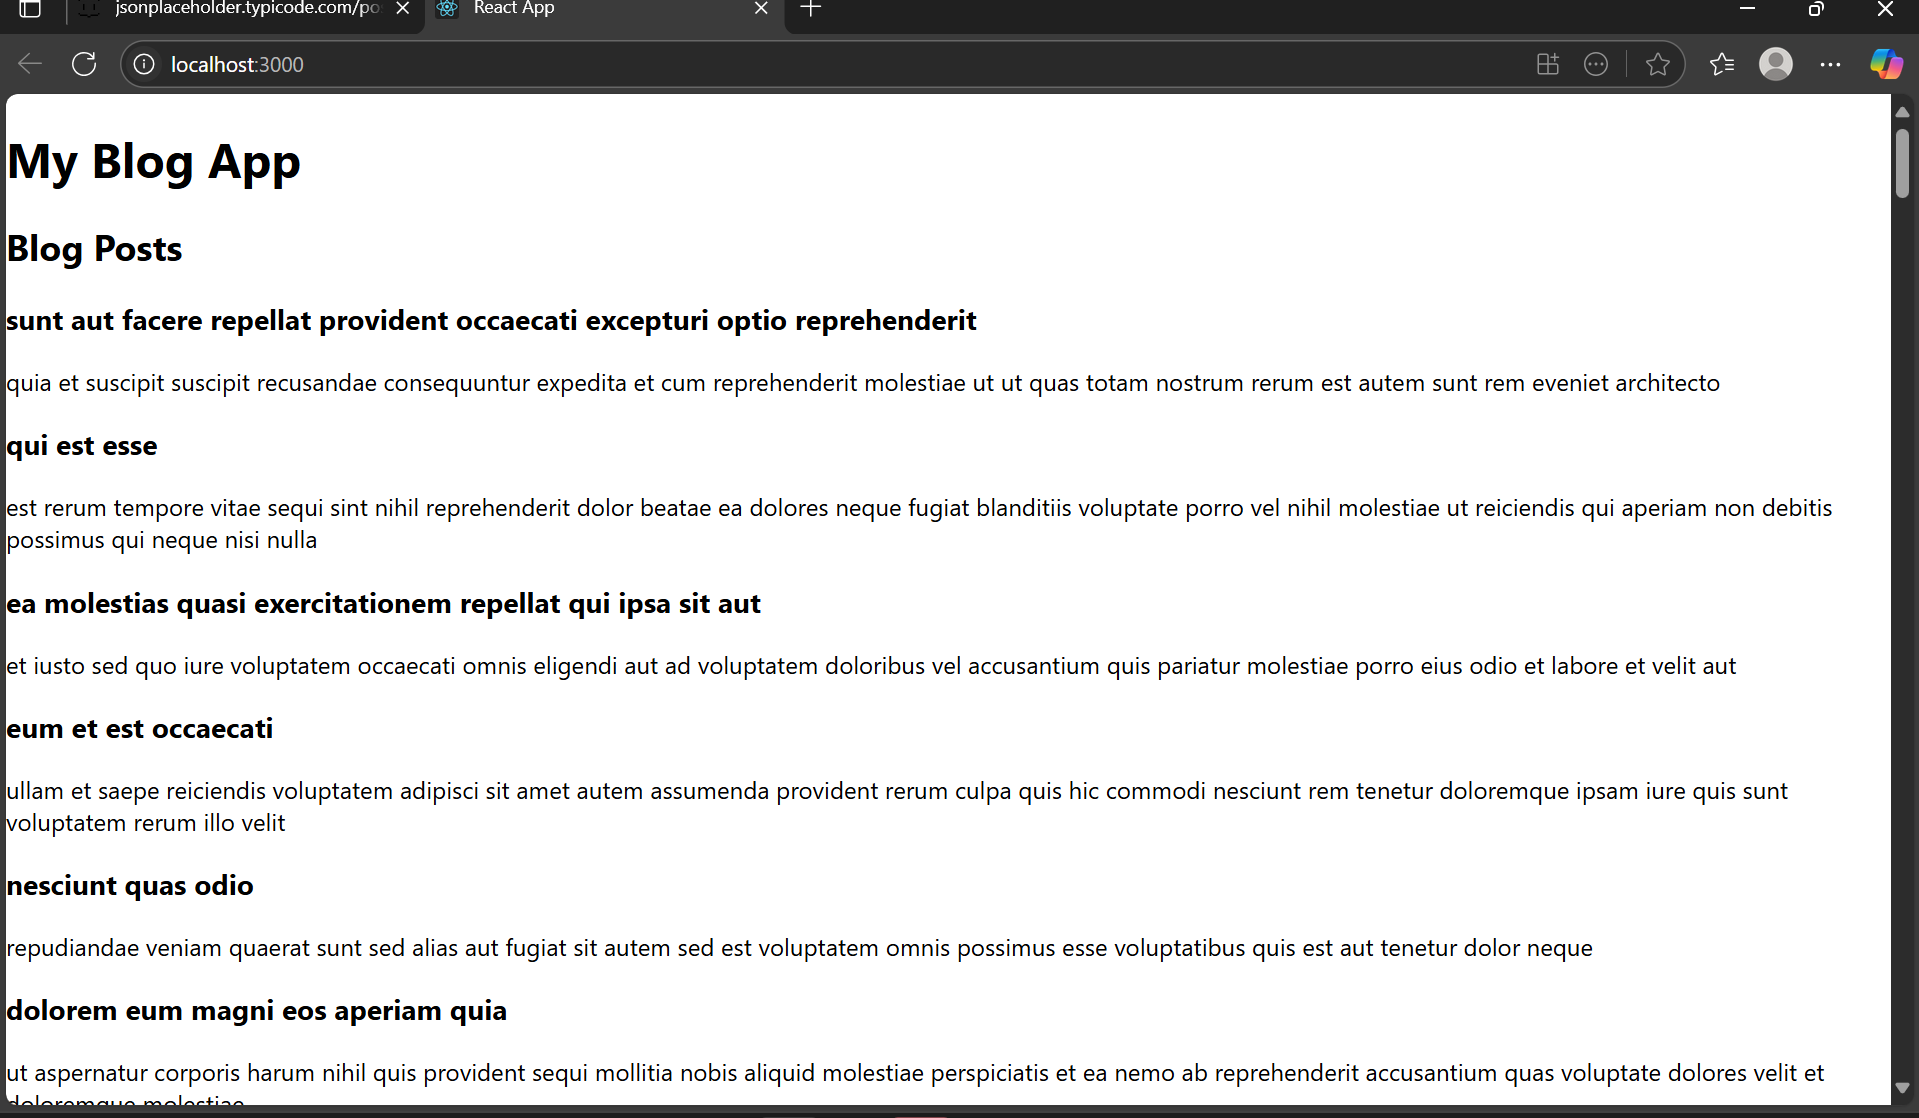 jsonplaceholder.typicode.com/po
React App
localhost:3000
My Blog App
Blog Posts
sunt aut facere repellat provident occaecati excepturi optio reprehenderit
quia et suscipit suscipit recusandae consequuntur expedita et cum reprehenderit molestiae ut ut quas totam nostrum rerum est autem sunt rem eveniet architecto
qui est esse
est rerum tempore vitae sequi sint nihil reprehenderit dolor beatae ea dolores neque fugiat blanditiis voluptate porro vel nihil molestiae ut reiciendis qui aperiam non debitis
possimus qui neque nisi nulla
ea molestias quasi exercitationem repellat qui ipsa sit aut
et iusto sed quo iure voluptatem occaecati omnis eligendi aut ad voluptatem doloribus vel accusantium quis pariatur molestiae porro eius odio et labore et velit aut
eum et est occaecati
ullam et saepe reiciendis voluptatem adipisci sit amet autem assumenda provident rerum culpa quis hic commodi nesciunt rem tenetur doloremque ipsam iure quis sunt
voluptatem rerum illo velit
nesciunt quas odio
repudiandae veniam quaerat sunt sed alias aut fugiat sit autem sed est voluptatem omnis possimus esse voluptatibus quis est aut tenetur dolor neque
dolorem eum magni eos aperiam quia
ut aspernatur corporis harum nihil quis provident sequi mollitia nobis aliquid molestiae perspiciatis et ea nemo ab reprehenderit accusantium quas voluptate dolores velit et
doloremque molestiae